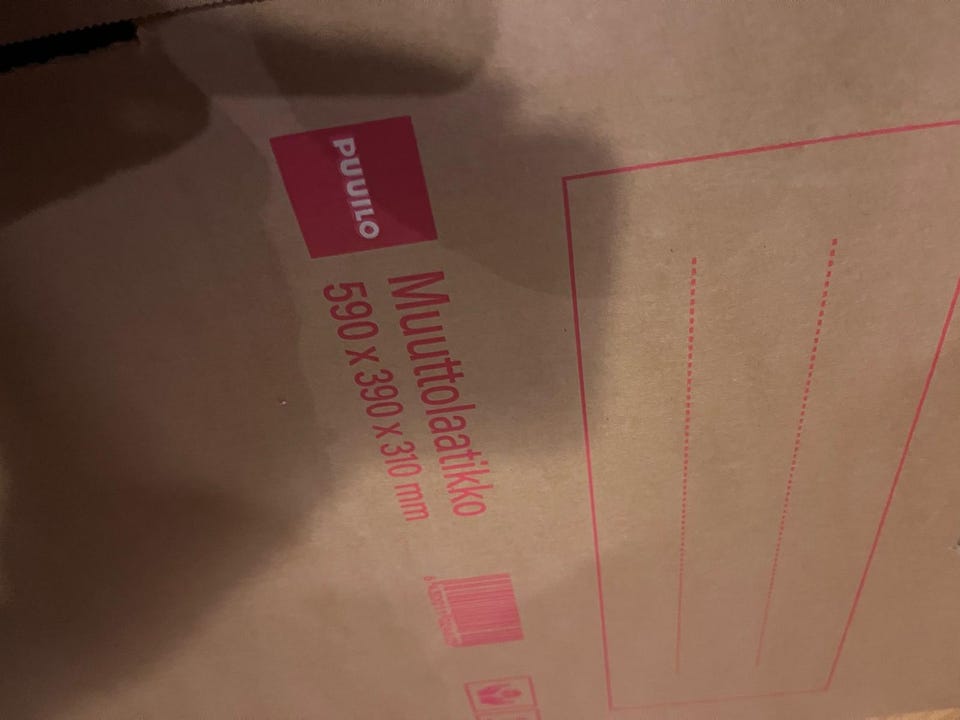 PUUILO
Muuttolaatikko
590 x 390 x 310 mm